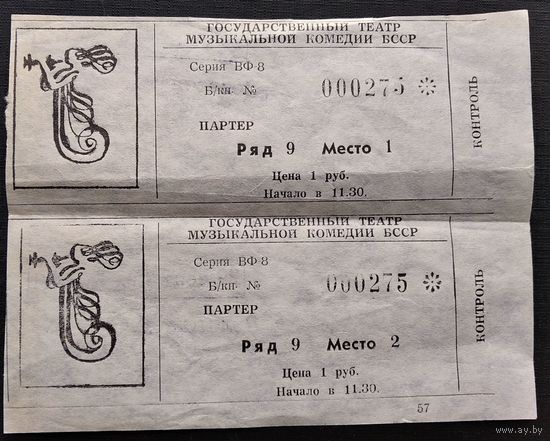 ГОСУДАРСТВЕННЫЙ ТЕАТР
МУЗЫКАЛЬНОЙ КОМЕДИИ БССР
Серия ВФ-8
Б/кн. № 000275 *
ПАРТЕР
Ряд 9 Место 1
Цена 1 руб.
Начало в 11.30.
КОНТРОЛЬ
ГОСУДАРСТВЕННЫЙ ТЕАТР
МУЗЫКАЛЬНОЙ КОМЕДИИ БССР
Серия ВФ-8
Б/кн. № 000275 *
ПАРТЕР
Ряд 9 Место 2
Цена 1 руб.
Начало в 11.30.
КОНТРОЛЬ
57
www.ay.by